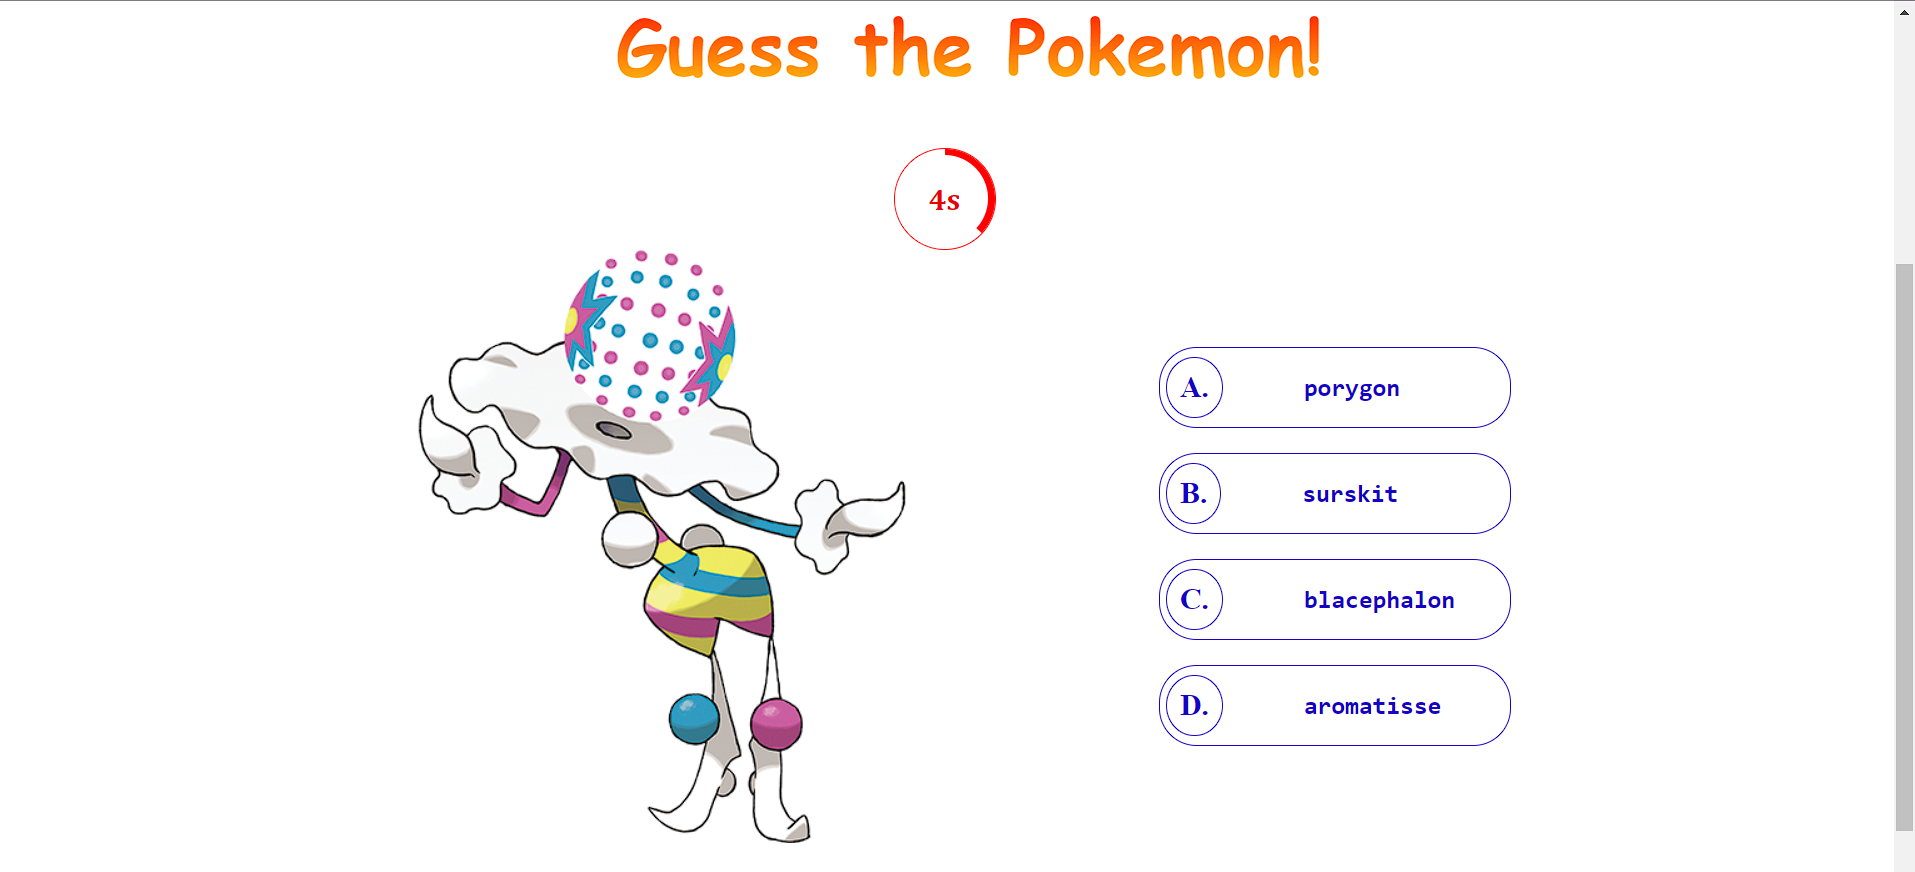 Guess the Pokemon!
4s
A. porygon
B. surskit
C. blacephalon
D. aromatisse